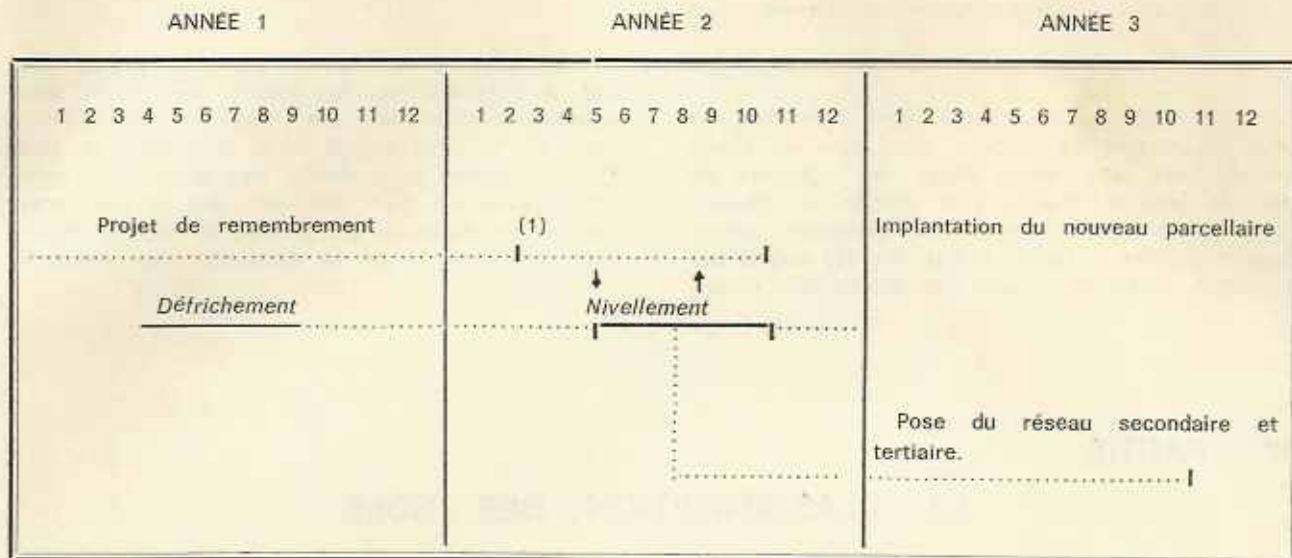 ANNÉE 1 ANNÉE 2 ANNÉE 3
1 2 3 4 5 6 7 8 9 10 11 12 1 2 3 4 5 6 7 8 9 10 11 12 1 2 3 4 5 6 7 8 9 10 11 12
Projet de remembrement (1) Implantation du nouveau parcellaire
Défrichement Nivellement
Pose du réseau secondaire et
tertiaire.